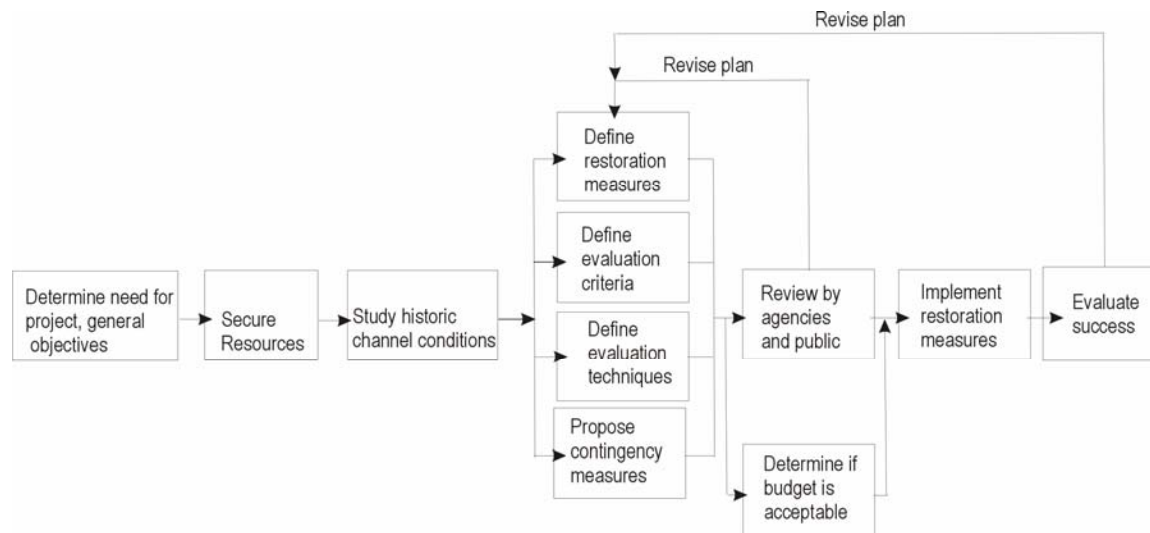 Revise plan
Revise plan
Define
restoration
measures
Define
evaluation
criteria
Determine need for
project, general
objectives
Secure
Resources
Study historic
channel conditions
Define
evaluation
techniques
Propose
contingency
measures
Review by
agencies
and public
Implement
restoration
measures
Evaluate
success
Determine if
budget is
acceptable